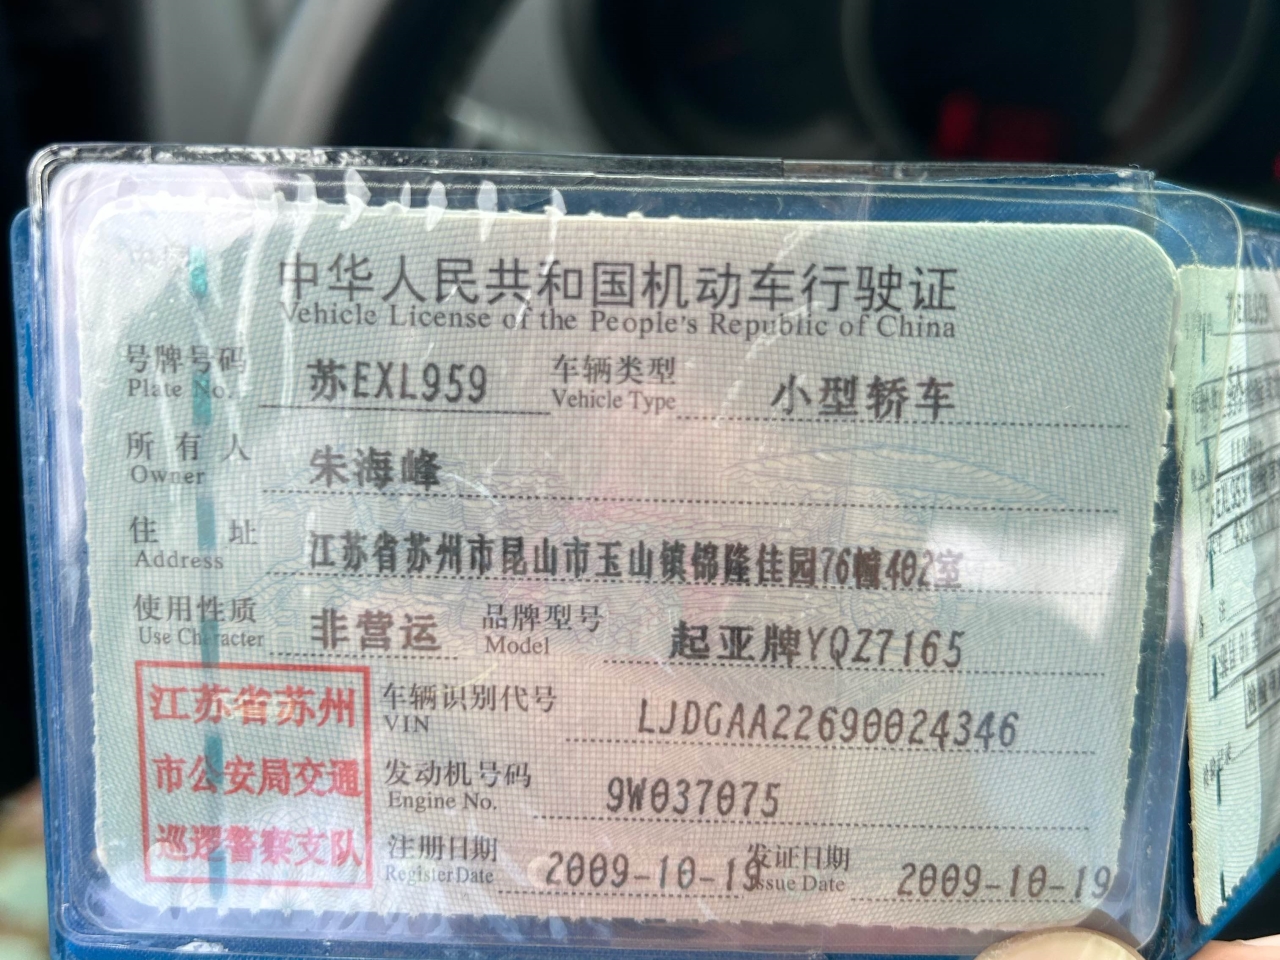 中华人民共和国机动车行驶证
Vehicle License of the People's Republic of China
号牌号码 苏EXL959 车辆类型 小型轿车
Plate No. Vehicle Type
所有人 朱海峰
Owner
住址 江苏省苏州市昆山市玉山镇锦隆佳园76幢402室
Address
使用性质 非营运 品牌型号 起亚牌YQZ7165
Use Character Model
江苏省苏州
市公安局交通
巡逻警察支队
车辆识别代号 LJDGAA22690024346
VIN
发动机号码 9W037075
Engine No.
注册日期 2009-10-19 发证日期 2009-10-19
Register Date Issue Date